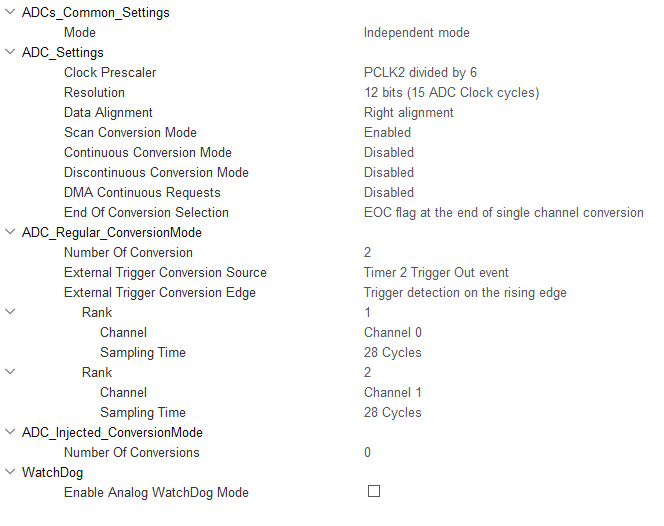 ADCs_Common_Settings
Mode Independent mode
ADC_Settings
Clock Prescaler PCLK2 divided by 6
Resolution 12 bits (15 ADC Clock cycles)
Data Alignment Right alignment
Scan Conversion Mode Enabled
Continuous Conversion Mode Disabled
Discontinuous Conversion Mode Disabled
DMA Continuous Requests Disabled
End Of Conversion Selection EOC flag at the end of single channel conversion
ADC_Regular_ConversionMode
Number Of Conversion 2
External Trigger Conversion Source Timer 2 Trigger Out event
External Trigger Conversion Edge Trigger detection on the rising edge
Rank 1
Channel Channel 0
Sampling Time 28 Cycles
Rank 2
Channel Channel 1
Sampling Time 28 Cycles
ADC_Injected_ConversionMode
Number Of Conversions 0
WatchDog
Enable Analog WatchDog Mode